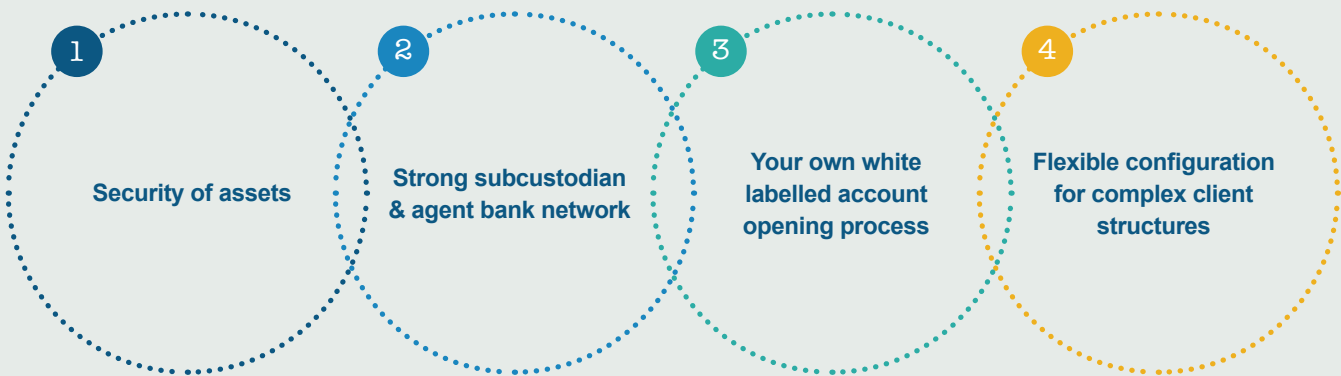 1
Security of assets
2
Strong subcustodian
& agent bank network
3
Your own white
labelled account
opening process
4
Flexible configuration
for complex client
structures